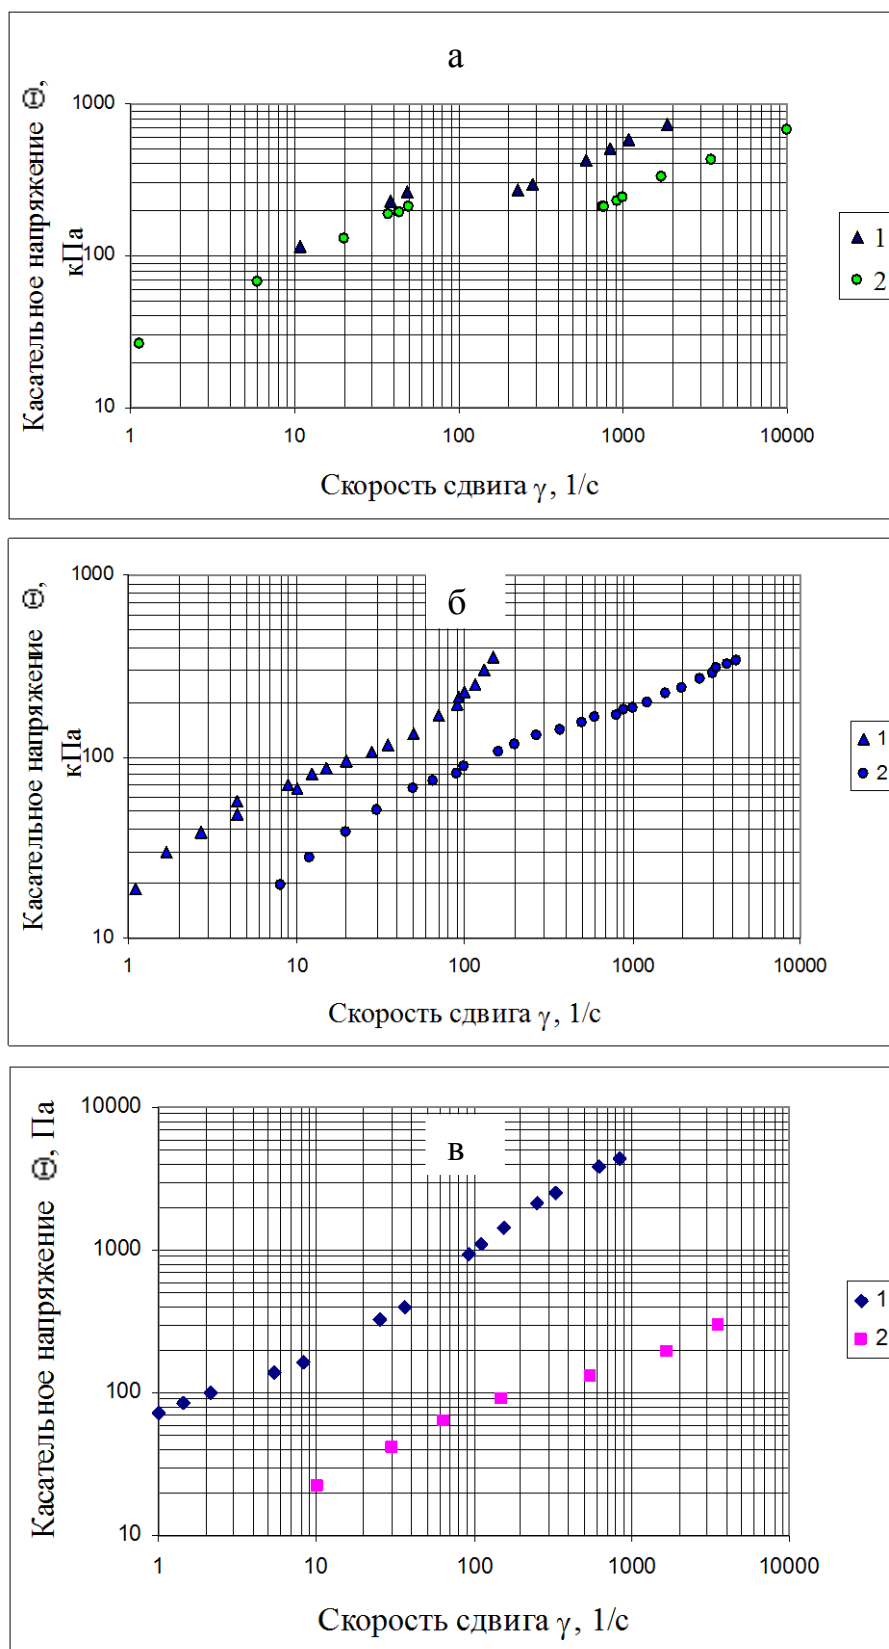 а
Касательное напряжение Θ,
кПа
1000
100
10
1 10 100 1000 10000
Скорость сдвига γ, 1/с
1
2
б
Касательное напряжение Θ,
кПа
1000
100
10
1 10 100 1000 10000
Скорость сдвига γ, 1/с
1
2
в
Касательное напряжение Θ, Па
10000
1000
100
10
1 10 100 1000 10000
Скорость сдвига γ, 1/с
1
2